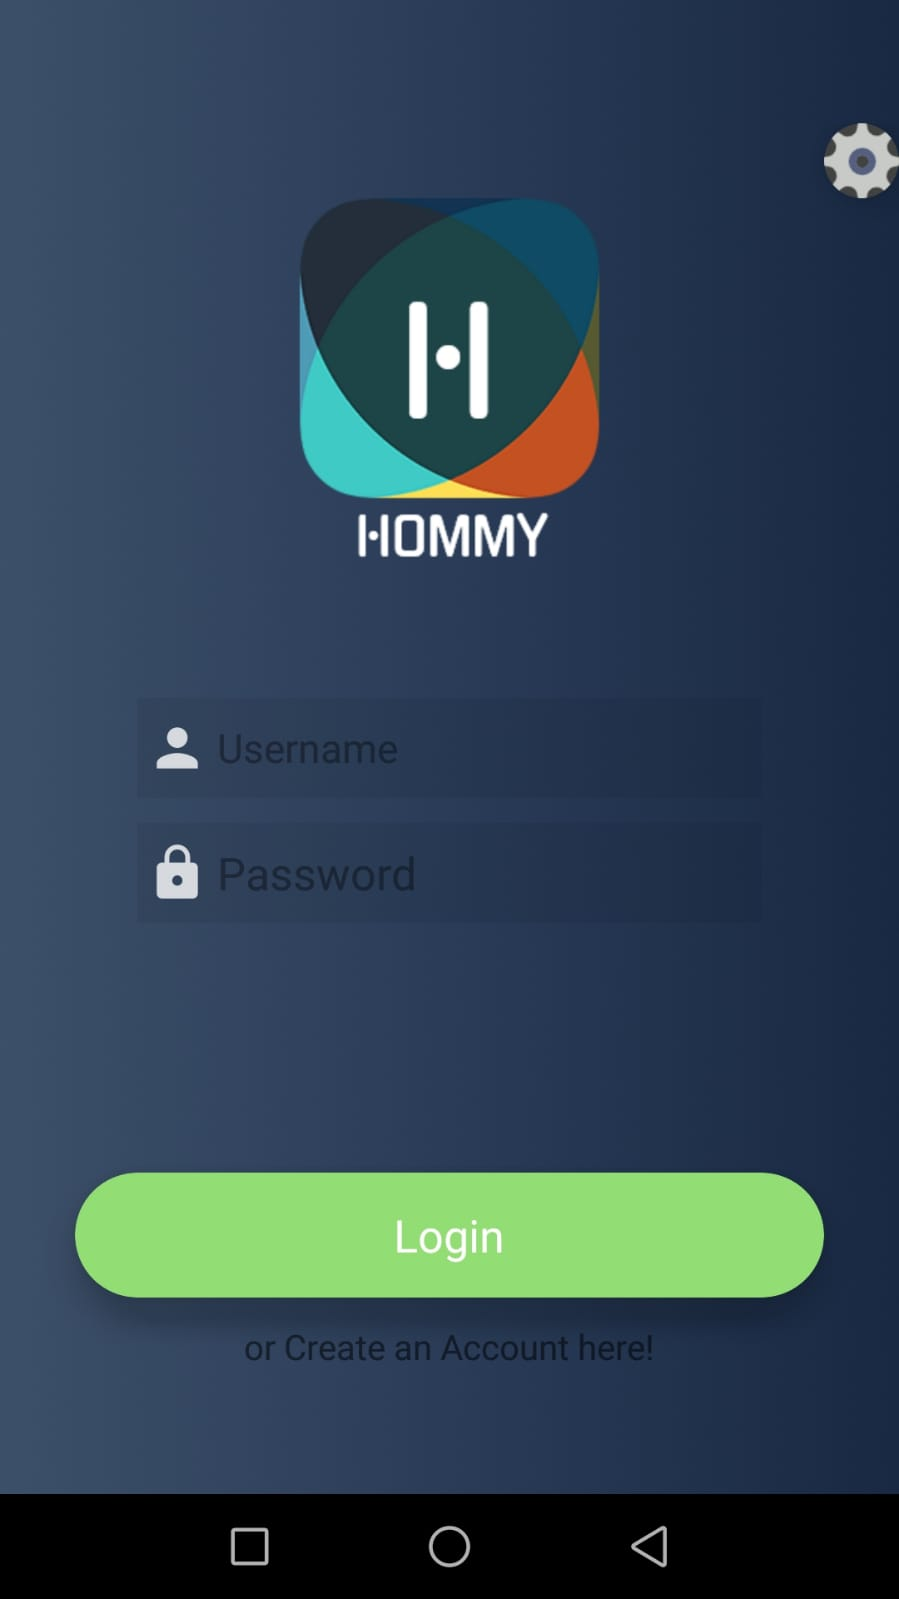 H
HOMMY
Username
Password
Login
or Create an Account here!